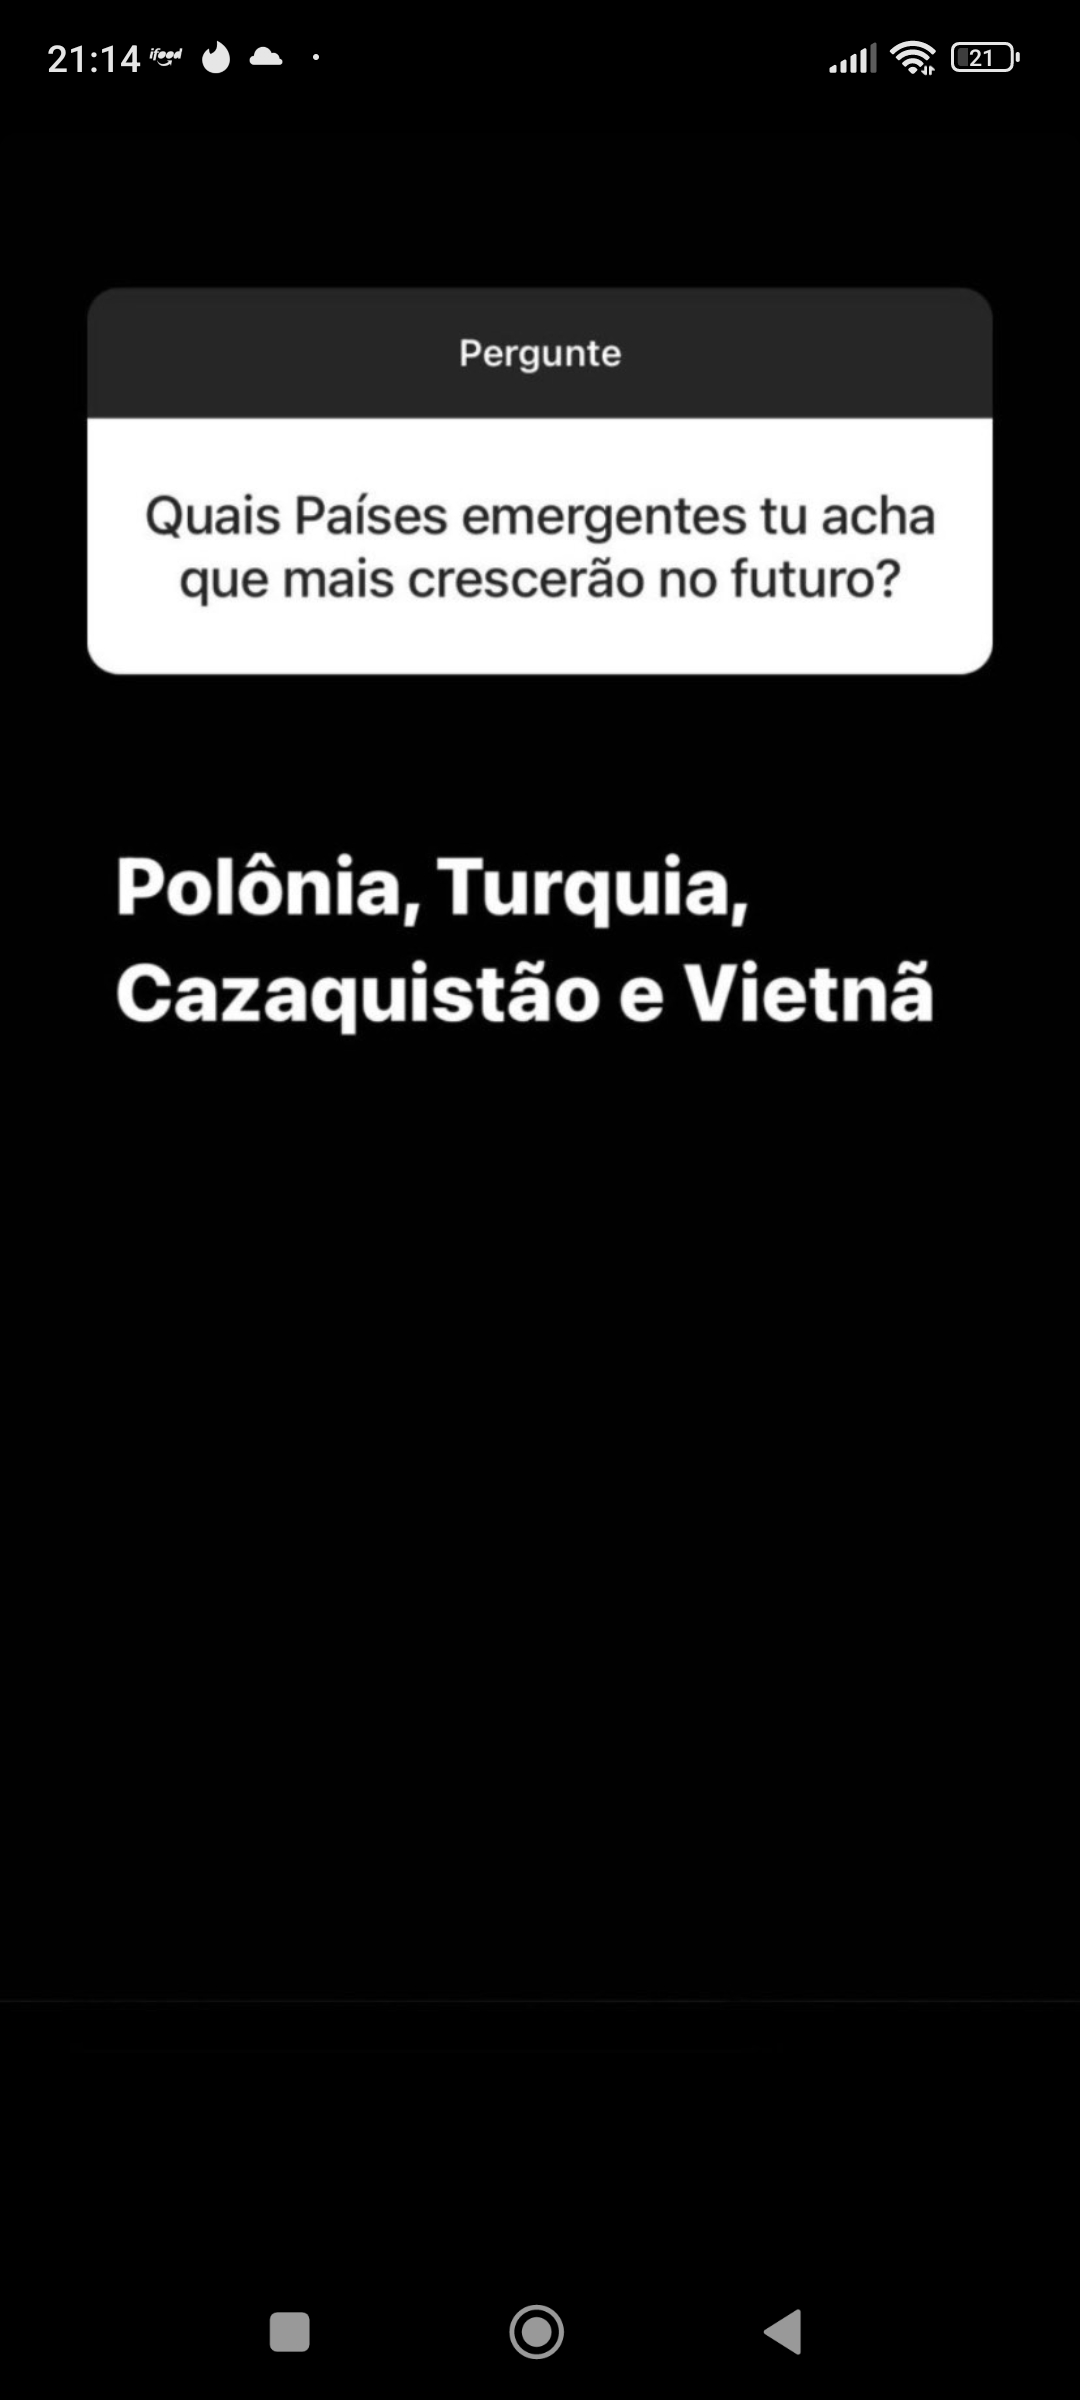 21:14 ifood 21
Pergunte
Quais Países emergentes tu acha
que mais crescerão no futuro?
Polônia, Turquia,
Cazaquistão e Vietnã